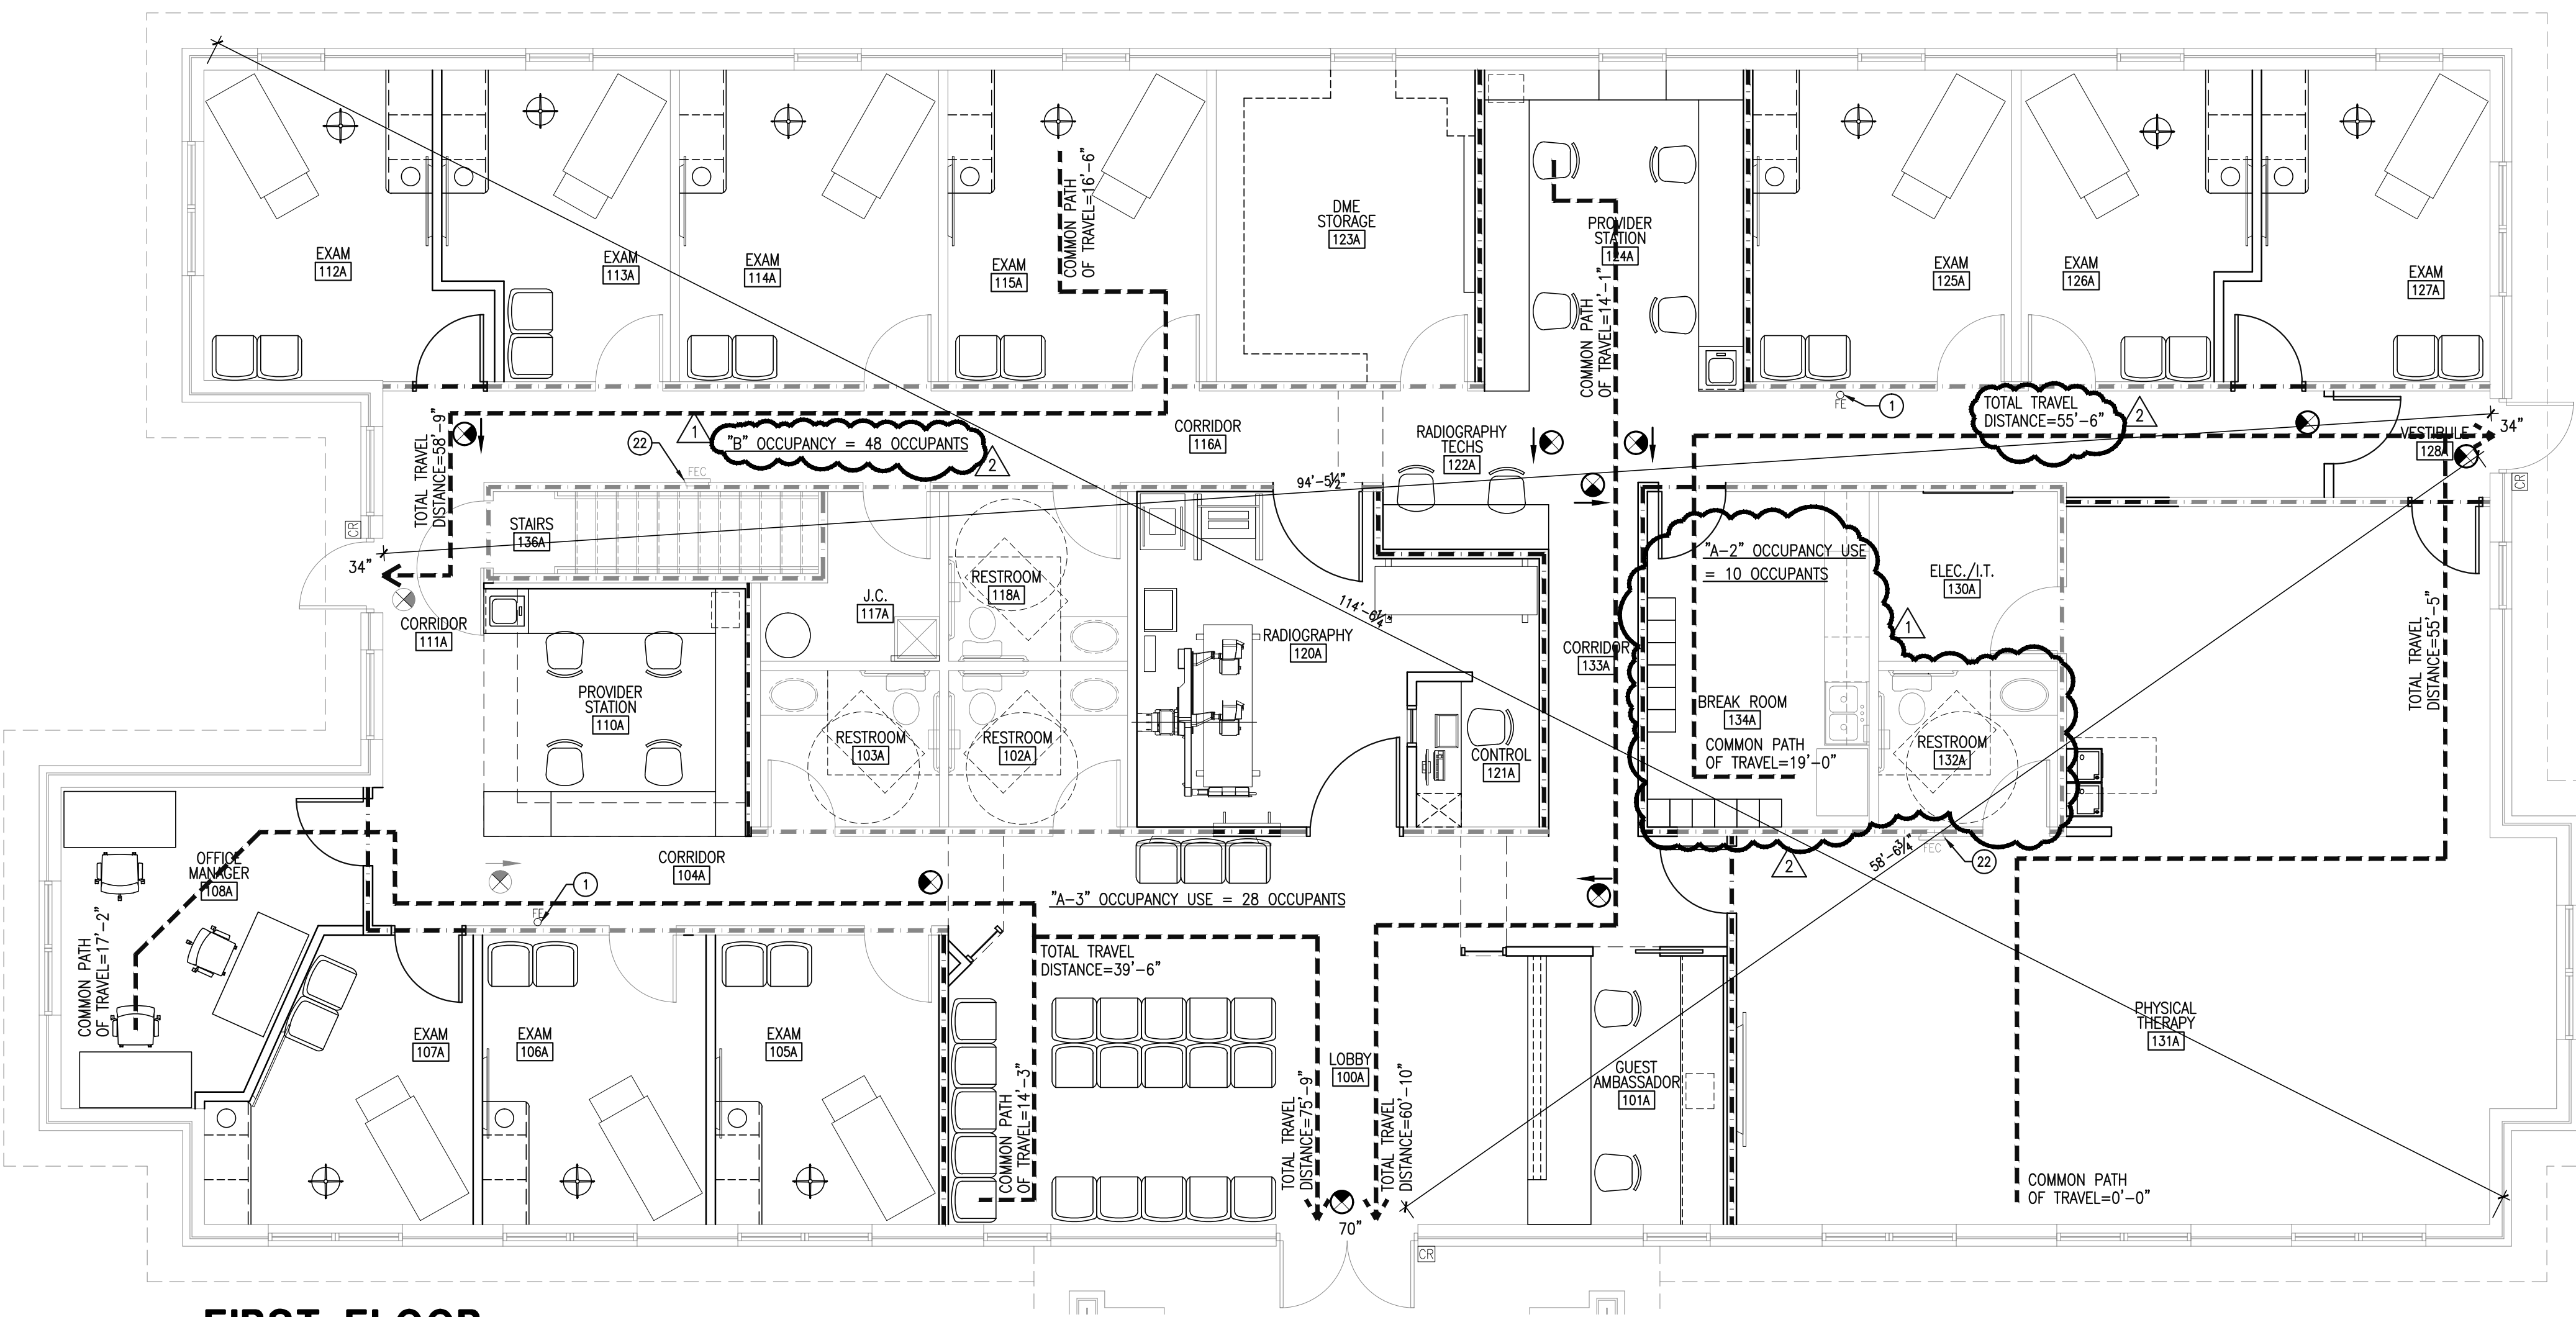 EXAM
112A
EXAM
113A
EXAM
114A
EXAM
115A
COMMON PATH
OF TRAVEL=16'-6"
DME
STORAGE
123A
PROVIDER
STATION
124A
COMMON PATH
OF TRAVEL=14'-1"
EXAM
125A
EXAM
126A
EXAM
127A
TOTAL TRAVEL
DISTANCE=58'-9"
22
1
"B" OCCUPANCY = 48 OCCUPANTS
2
FEC
CORRIDOR
116A
RADIOGRAPHY
TECHS
122A
94'-5½"
FE
1
TOTAL TRAVEL
DISTANCE=55'-6"
2
VESTIBULE
128A
34"
CR
CR
34"
STAIRS
136A
CORRIDOR
111A
J.C.
117A
RESTROOM
118A
RADIOGRAPHY
120A
114'-6¼"
"A-2" OCCUPANCY USE
= 10 OCCUPANTS
1
ELEC./I.T.
130A
CORRIDOR
133A
PROVIDER
STATION
110A
RESTROOM
103A
RESTROOM
102A
CONTROL
121A
BREAK ROOM
134A
COMMON PATH
OF TRAVEL=19'-0"
RESTROOM
132A
TOTAL TRAVEL
DISTANCE=55'-5"
OFFICE
MANAGER
108A
COMMON PATH
OF TRAVEL=17'-2"
CORRIDOR
104A
FE
1
"A-3" OCCUPANCY USE = 28 OCCUPANTS
2
58'-6¾"
FEC
22
TOTAL TRAVEL
DISTANCE=39'-6"
EXAM
107A
EXAM
106A
EXAM
105A
COMMON PATH
OF TRAVEL=14'-3"
TOTAL TRAVEL
DISTANCE=75'-9"
LOBBY
100A
TOTAL TRAVEL
DISTANCE=60'-10"
GUEST
AMBASSADOR
101A
PHYSICAL
THERAPY
131A
COMMON PATH
OF TRAVEL=0'-0"
70"
CR
FIRST FLOOR